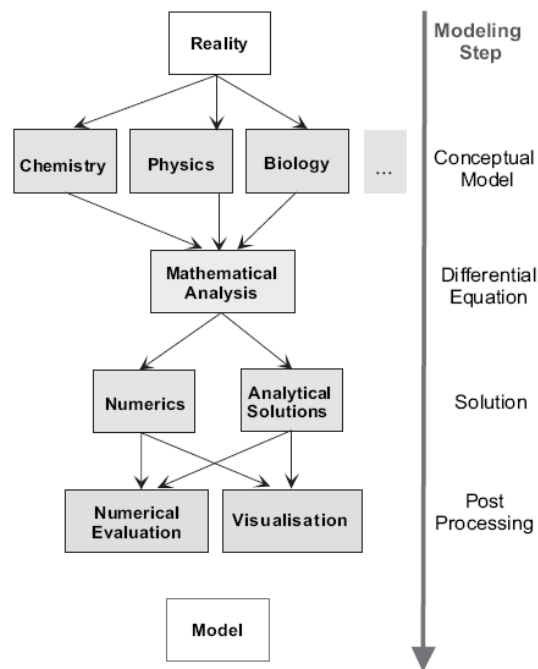 Reality
Modeling
Step
Chemistry
Physics
Biology
...
Conceptual
Model
Mathematical
Analysis
Differential
Equation
Numerics
Analytical
Solutions
Solution
Numerical
Evaluation
Visualisation
Post
Processing
Model